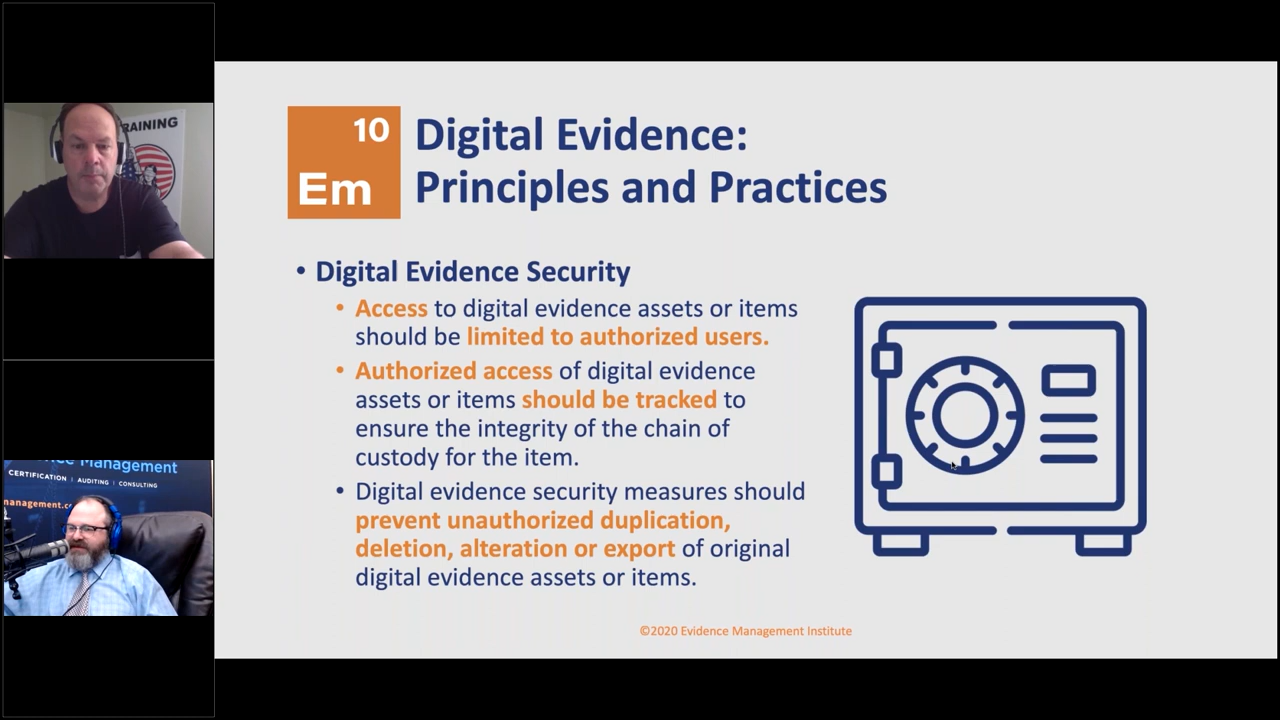 RAINING
ence Management
CERTIFICATION | AUDITING | CONSULTING
management.c
10
Em
Digital Evidence:
Principles and Practices
• Digital Evidence Security
• Access to digital evidence assets or items
should be limited to authorized users.
• Authorized access of digital evidence
assets or items should be tracked to
ensure the integrity of the chain of
custody for the item.
• Digital evidence security measures should
prevent unauthorized duplication,
deletion, alteration or export of original
digital evidence assets or items.
©2020 Evidence Management Institute